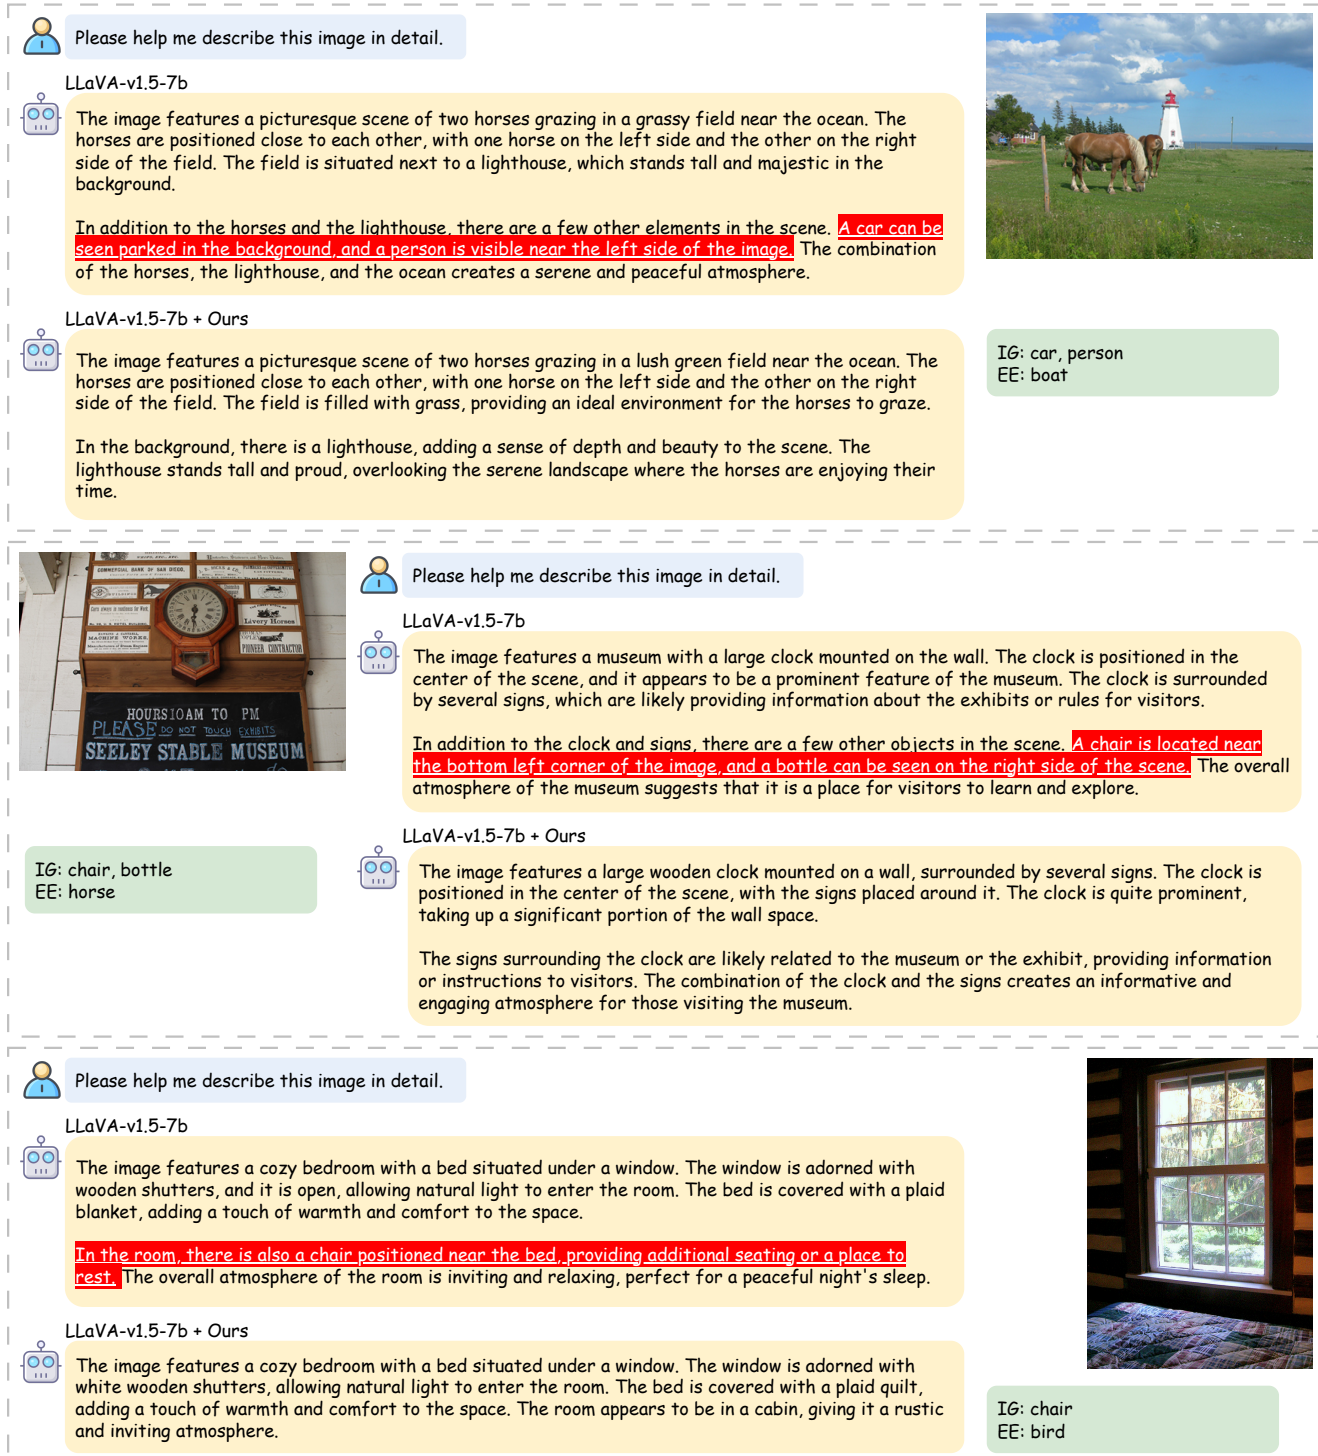 Please help me describe this image in detail.
LLaVA-v1.5-7b
The image features a picturesque scene of two horses grazing in a grassy field near the ocean. The
horses are positioned close to each other, with one horse on the left side and the other on the right
side of the field. The field is situated next to a lighthouse, which stands tall and majestic in the
background.
In addition to the horses and the lighthouse, there are a few other elements in the scene. A car can be
seen parked in the background, and a person is visible near the left side of the image. The combination
of the horses, the lighthouse, and the ocean creates a serene and peaceful atmosphere.
LLaVA-v1.5-7b + Ours
The image features a picturesque scene of two horses grazing in a lush green field near the ocean. The
horses are positioned close to each other, with one horse on the left side and the other on the right
side of the field. The field is filled with grass, providing an ideal environment for the horses to graze.
In the background, there is a lighthouse, adding a sense of depth and beauty to the scene. The
lighthouse stands tall and proud, overlooking the serene landscape where the horses are enjoying their
time.
IG: car, person
EE: boat
COMMERCIAL BANK OF SAN DIEGO,
Livery Horses
MACHINE WORKS.
PIONEER CONTRACTOR
HOURS 10AM TO PM
PLEASE DO NOT TOUCH EXHIBITS
SEELEY STABLE MUSEUM
Please help me describe this image in detail.
LLaVA-v1.5-7b
The image features a museum with a large clock mounted on the wall. The clock is positioned in the
center of the scene, and it appears to be a prominent feature of the museum. The clock is surrounded
by several signs, which are likely providing information about the exhibits or rules for visitors.
In addition to the clock and signs, there are a few other objects in the scene. A chair is located near
the bottom left corner of the image, and a bottle can be seen on the right side of the scene. The overall
atmosphere of the museum suggests that it is a place for visitors to learn and explore.
LLaVA-v1.5-7b + Ours
The image features a large wooden clock mounted on a wall, surrounded by several signs. The clock is
positioned in the center of the scene, with the signs placed around it. The clock is quite prominent,
taking up a significant portion of the wall space.
The signs surrounding the clock are likely related to the museum or the exhibit, providing information
or instructions to visitors. The combination of the clock and the signs creates an informative and
engaging atmosphere for those visiting the museum.
IG: chair, bottle
EE: horse
Please help me describe this image in detail.
LLaVA-v1.5-7b
The image features a cozy bedroom with a bed situated under a window. The window is adorned with
wooden shutters, and it is open, allowing natural light to enter the room. The bed is covered with a plaid
blanket, adding a touch of warmth and comfort to the space.
In the room, there is also a chair positioned near the bed, providing additional seating or a place to
rest. The overall atmosphere of the room is inviting and relaxing, perfect for a peaceful night's sleep.
LLaVA-v1.5-7b + Ours
The image features a cozy bedroom with a bed situated under a window. The window is adorned with
white wooden shutters, allowing natural light to enter the room. The bed is covered with a plaid quilt,
adding a touch of warmth and comfort to the space. The room appears to be in a cabin, giving it a rustic
and inviting atmosphere.
IG: chair
EE: bird